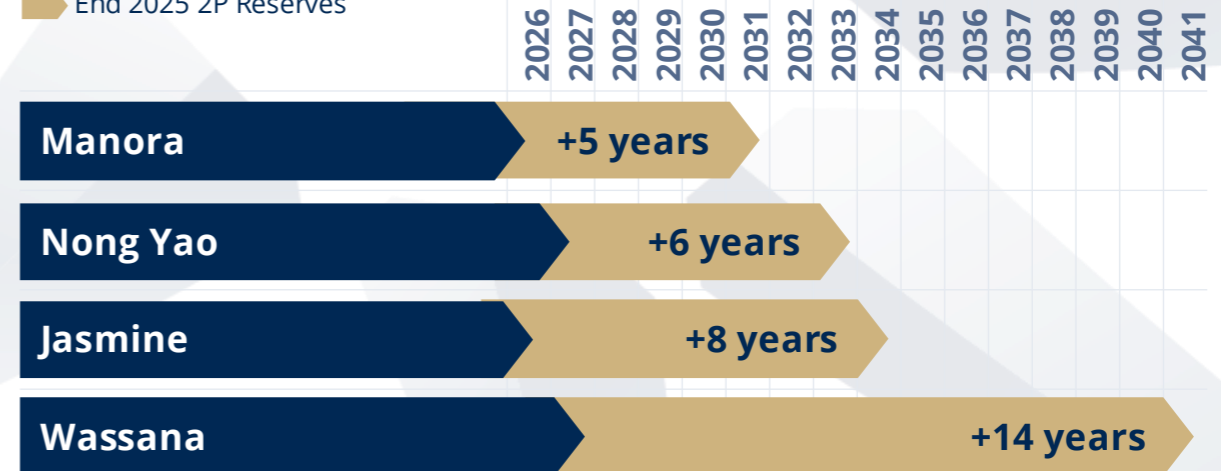 End 2025 2P Reserves
2026 2027 2028 2029 2030 2031 2032 2033 2034 2035 2036 2037 2038 2039 2040 2041
Manora +5 years
Nong Yao +6 years
Jasmine +8 years
Wassana +14 years